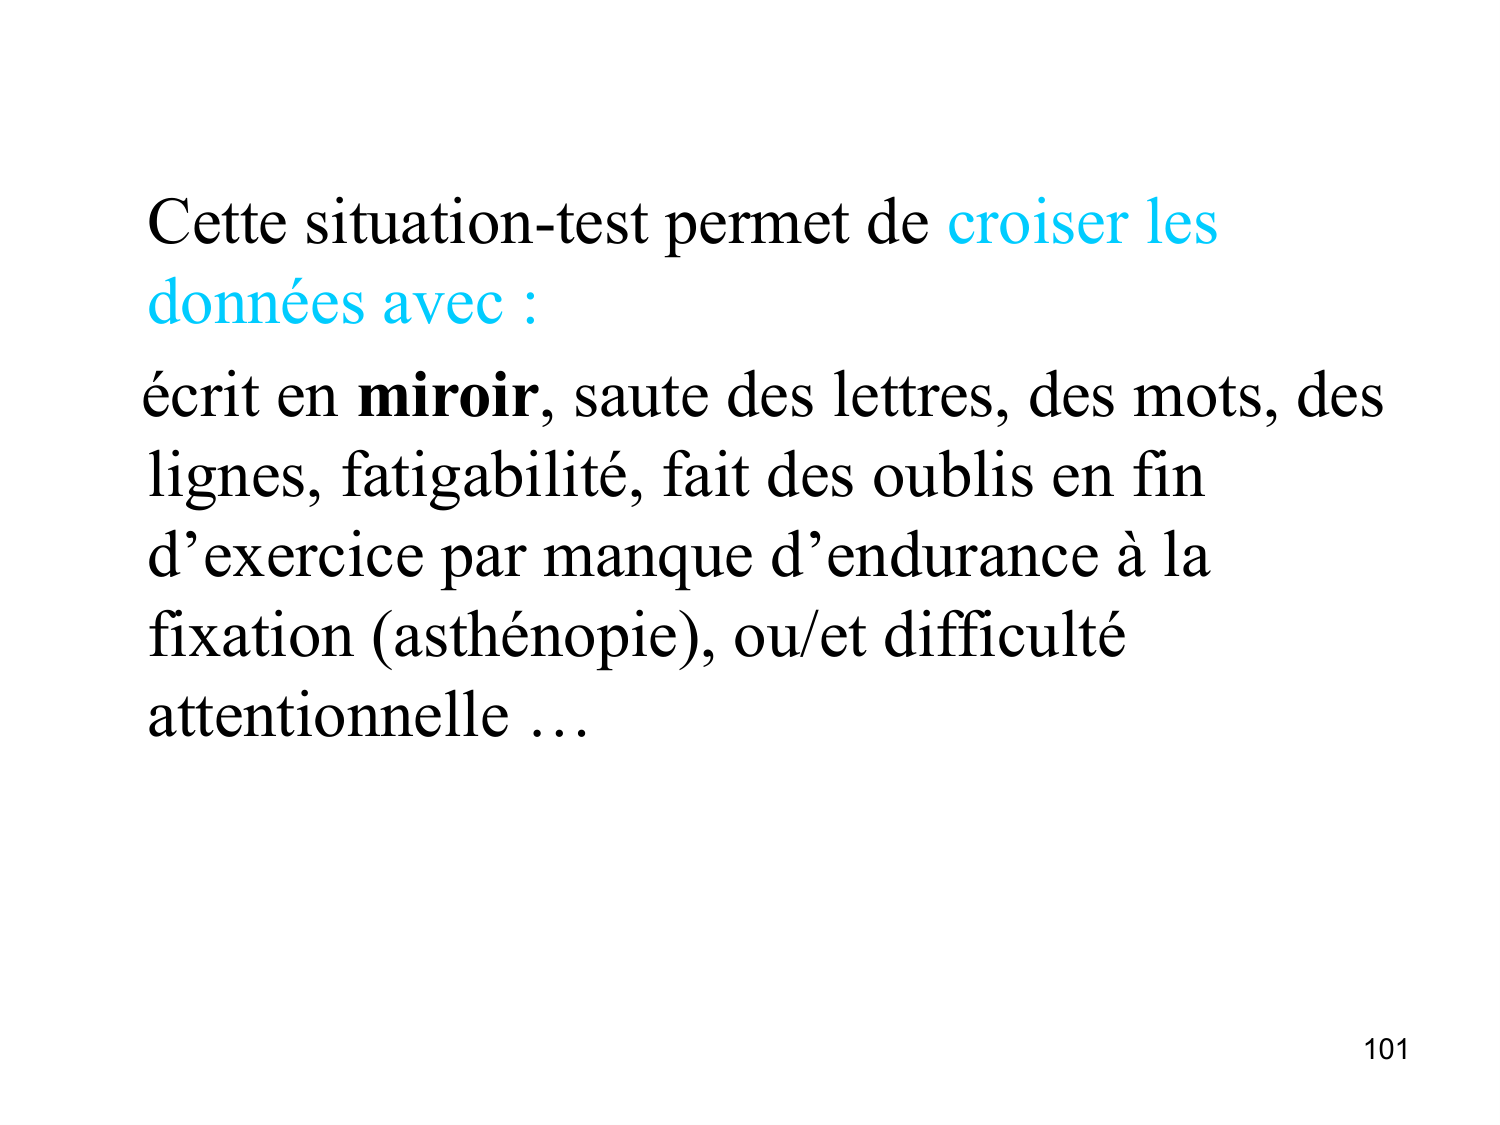 Cette situation-test permet de croiser les
données avec :
écrit en miroir, saute des lettres, des mots, des
lignes, fatigabilité, fait des oublis en fin
d’exercice par manque d’endurance à la
fixation (asthénopie), ou/et difficulté
attentionnelle …
101